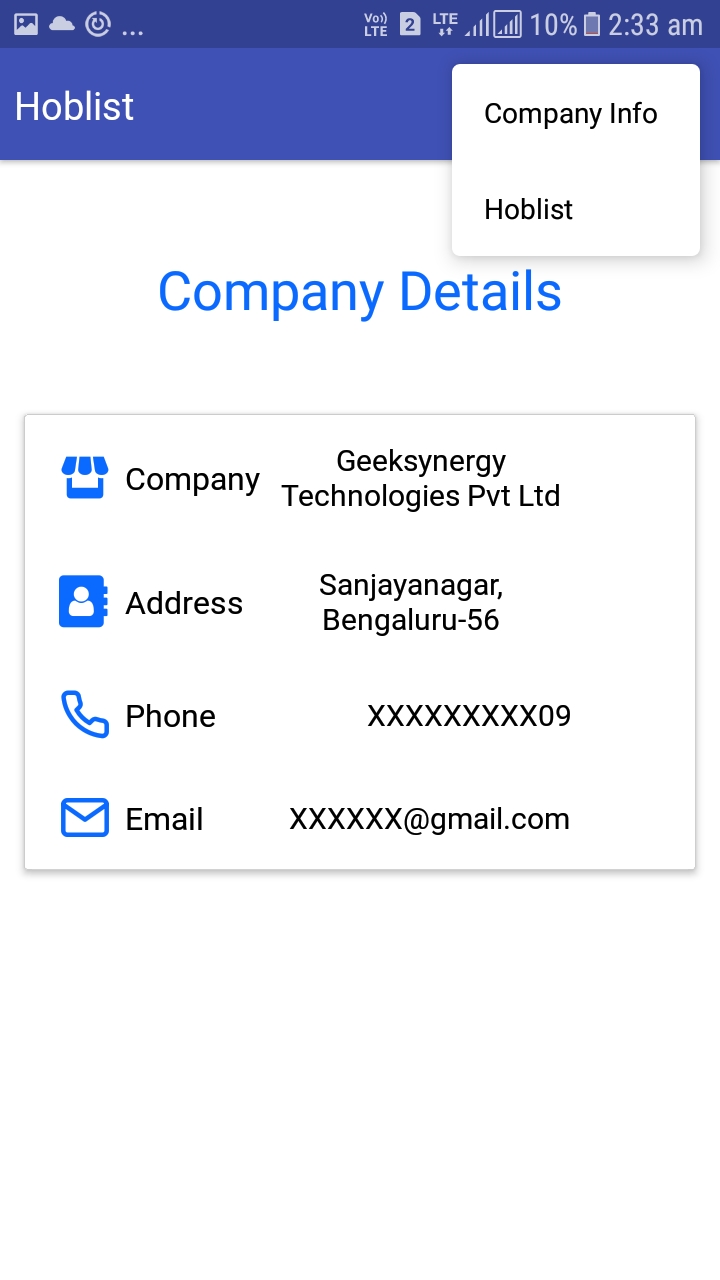 Vo)) LTE 2 LTE 10% 2:33 am
Hoblist
Company Info
Hoblist
Company Details
Company
Geeksynergy
Technologies Pvt Ltd
Address
Sanjayanagar,
Bengaluru-56
Phone
XXXXXXXXX09
Email
XXXXXX@gmail.com